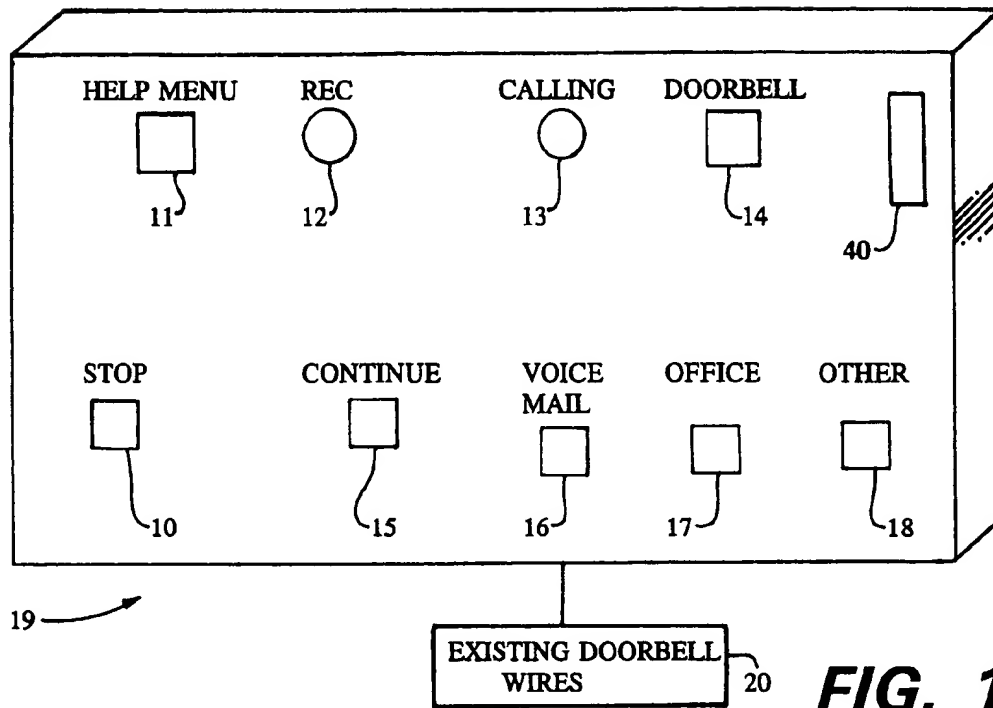 HELP MENU REC CALLING DOORBELL
11 12 13 14 40
STOP CONTINUE VOICE MAIL OFFICE OTHER
10 15 16 17 18
19
EXISTING DOORBELL
WIRES 20
FIG. 1